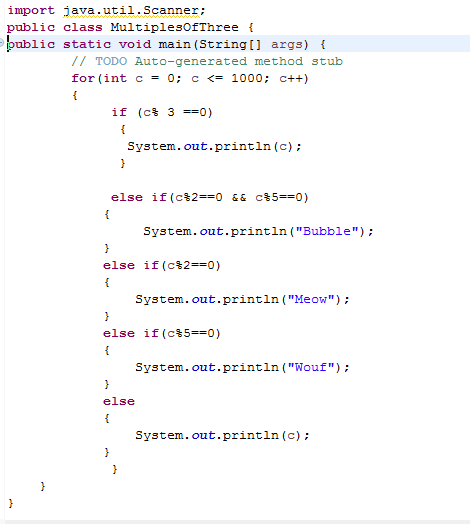 import java.util.Scanner;
public class MultiplesOfThree {
public static void main(String[] args) {
// TODO Auto-generated method stub
for(int c = 0; c <= 1000; c++)
{
if (c% 3 ==0)
{
System.out.println(c);
}
else if(c%2==0 && c%5==0)
{
System.out.println("Bubble");
}
else if(c%2==0)
{
System.out.println("Meow");
}
else if(c%5==0)
{
System.out.println("Wouf");
}
else
{
System.out.println(c);
}
}
}
}